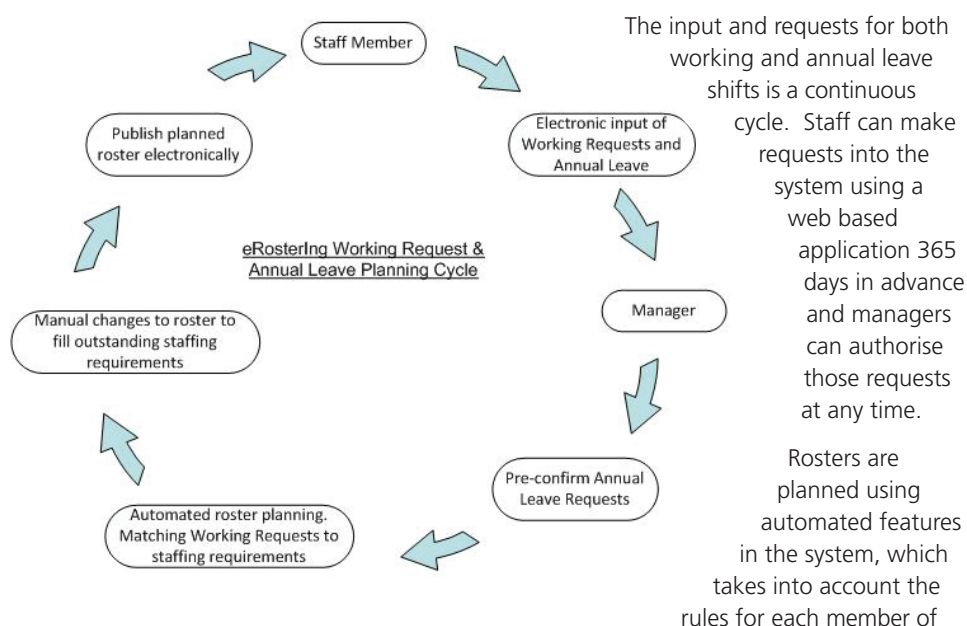 Staff Member
Electronic input of
Working Requests and
Annual Leave
Manager
Pre-confirm Annual
Leave Requests
Automated roster planning.
Matching Working Requests to
staffing requirements
Manual changes to roster to
fill outstanding staffing
requirements
Publish planned
roster electronically
eRostering Working Request &
Annual Leave Planning Cycle
The input and requests for both
working and annual leave
shifts is a continuous
cycle. Staff can make
requests into the
system using a
web based
application 365
days in advance
and managers
can authorise
those requests
at any time.
Rosters are
planned using
automated features
in the system, which
takes into account the
rules for each member of